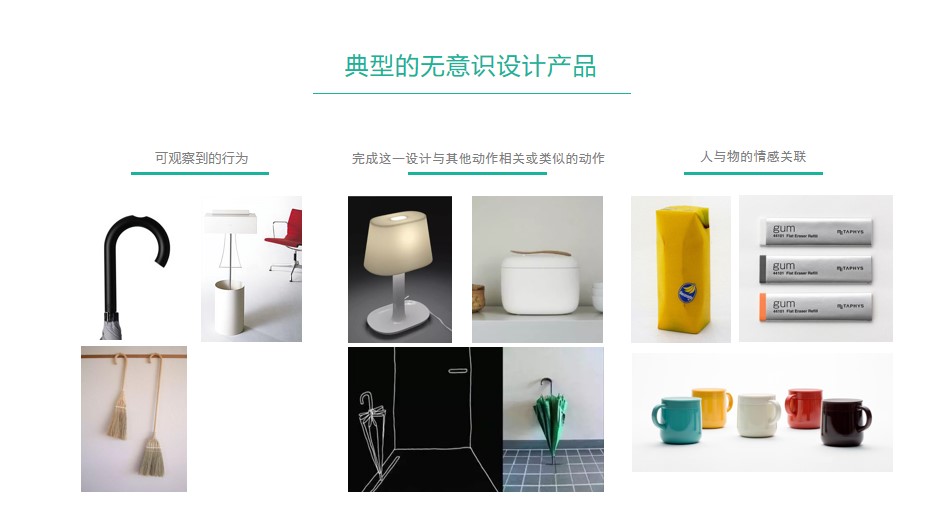 典型的无意识设计产品
可观察到的行为
完成这一设计与其他动作相关或类似的动作
人与物的情感关联
gum
44101 Flat Eraser Refill
METAPHYS
gum
44101 Flat Eraser Refill
METAPHYS
gum
44101 Flat Eraser Refill
METAPHYS